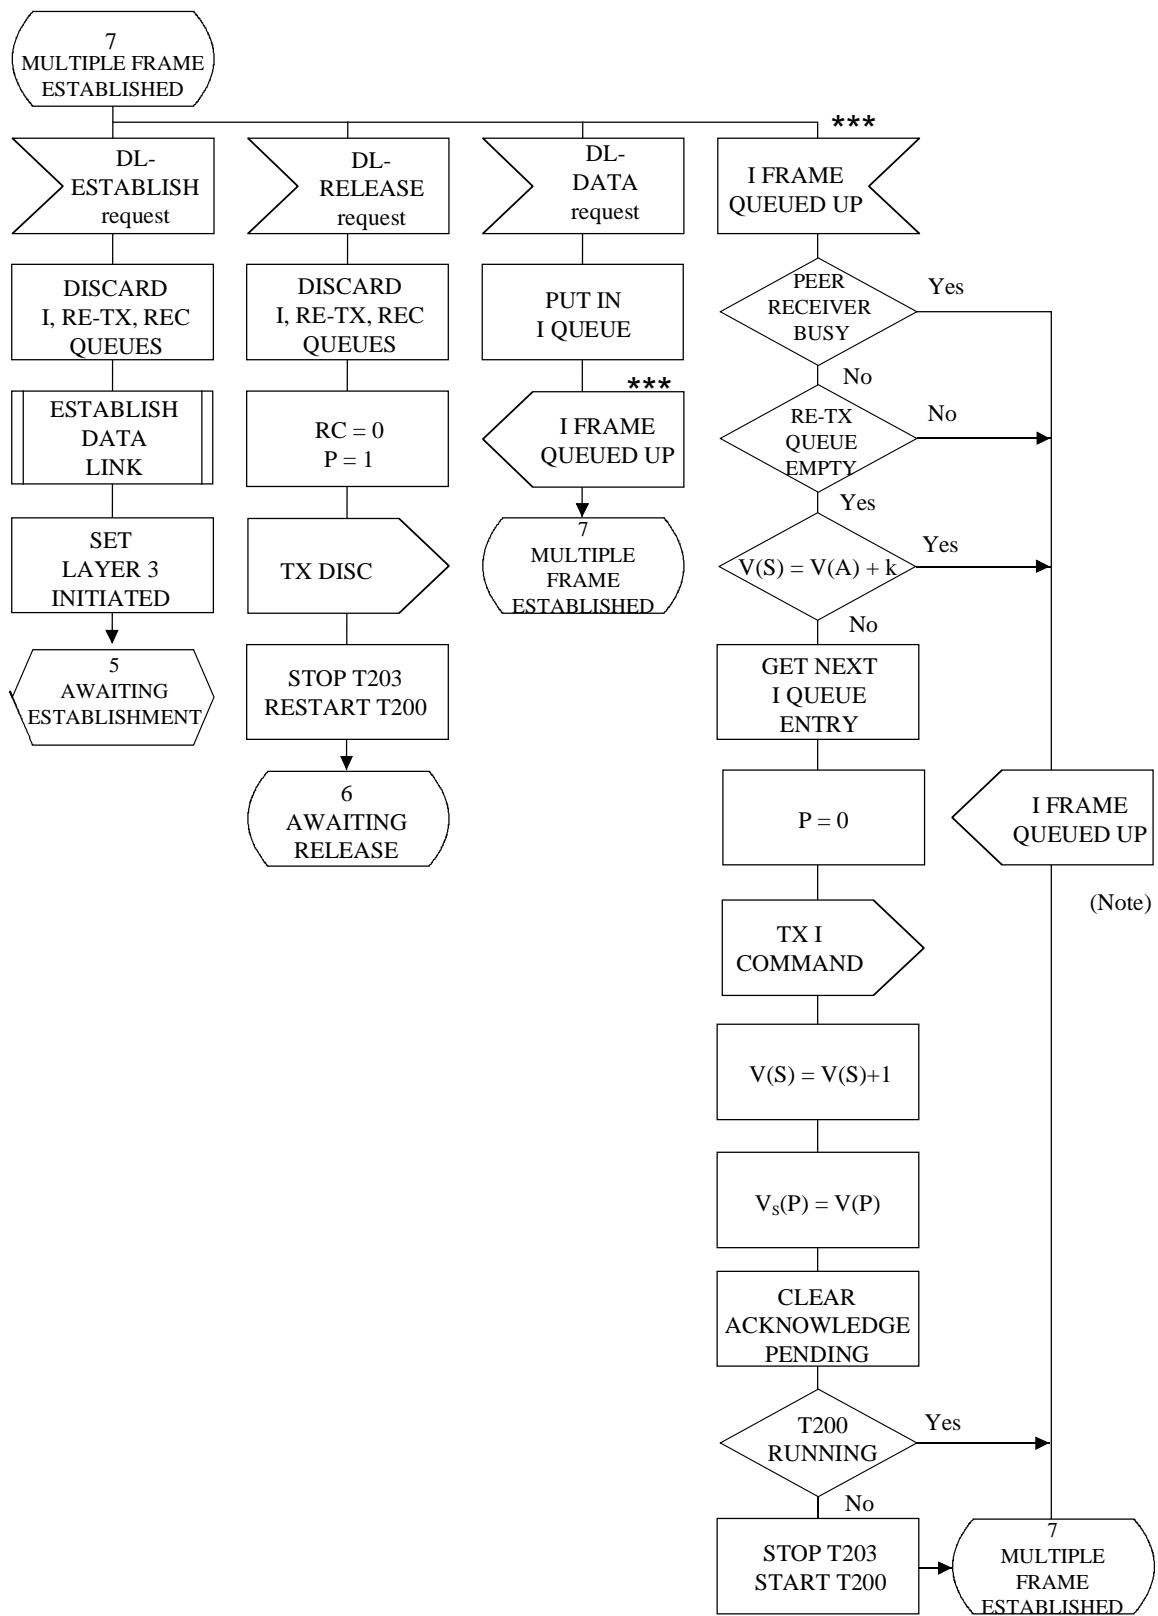 7
MULTIPLE FRAME
ESTABLISHED
***
DL-
ESTABLISH
request
DL-
RELEASE
request
DL-
DATA
request
I FRAME
QUEUED UP
DISCARD
I, RE-TX, REC
QUEUES
DISCARD
I, RE-TX, REC
QUEUES
PUT IN
I QUEUE
PEER
RECEIVER
BUSY
Yes
No
ESTABLISH
DATA
LINK
RC = 0
P = 1
***
I FRAME
QUEUED UP
RE-TX
QUEUE
EMPTY
No
Yes
SET
LAYER 3
INITIATED
TX DISC
7
MULTIPLE
FRAME
ESTABLISHED
V(S) = V(A) + k
Yes
No
5
AWAITING
ESTABLISHMENT
STOP T203
RESTART T200
GET NEXT
I QUEUE
ENTRY
6
AWAITING
RELEASE
P = 0
I FRAME
QUEUED UP
(Note)
TX I
COMMAND
V(S) = V(S)+1
Vs(P) = V(P)
CLEAR
ACKNOWLEDGE
PENDING
T200
RUNNING
Yes
No
STOP T203
START T200
7
MULTIPLE
FRAME
ESTABLISHED